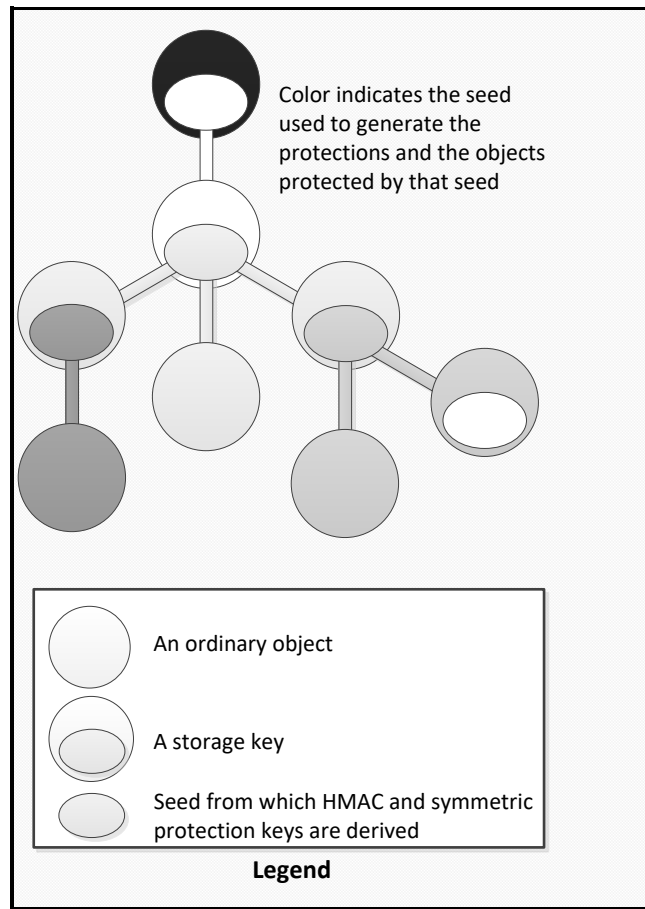 Color indicates the seed
used to generate the
protections and the objects
protected by that seed
An ordinary object
A storage key
Seed from which HMAC and symmetric
protection keys are derived
Legend